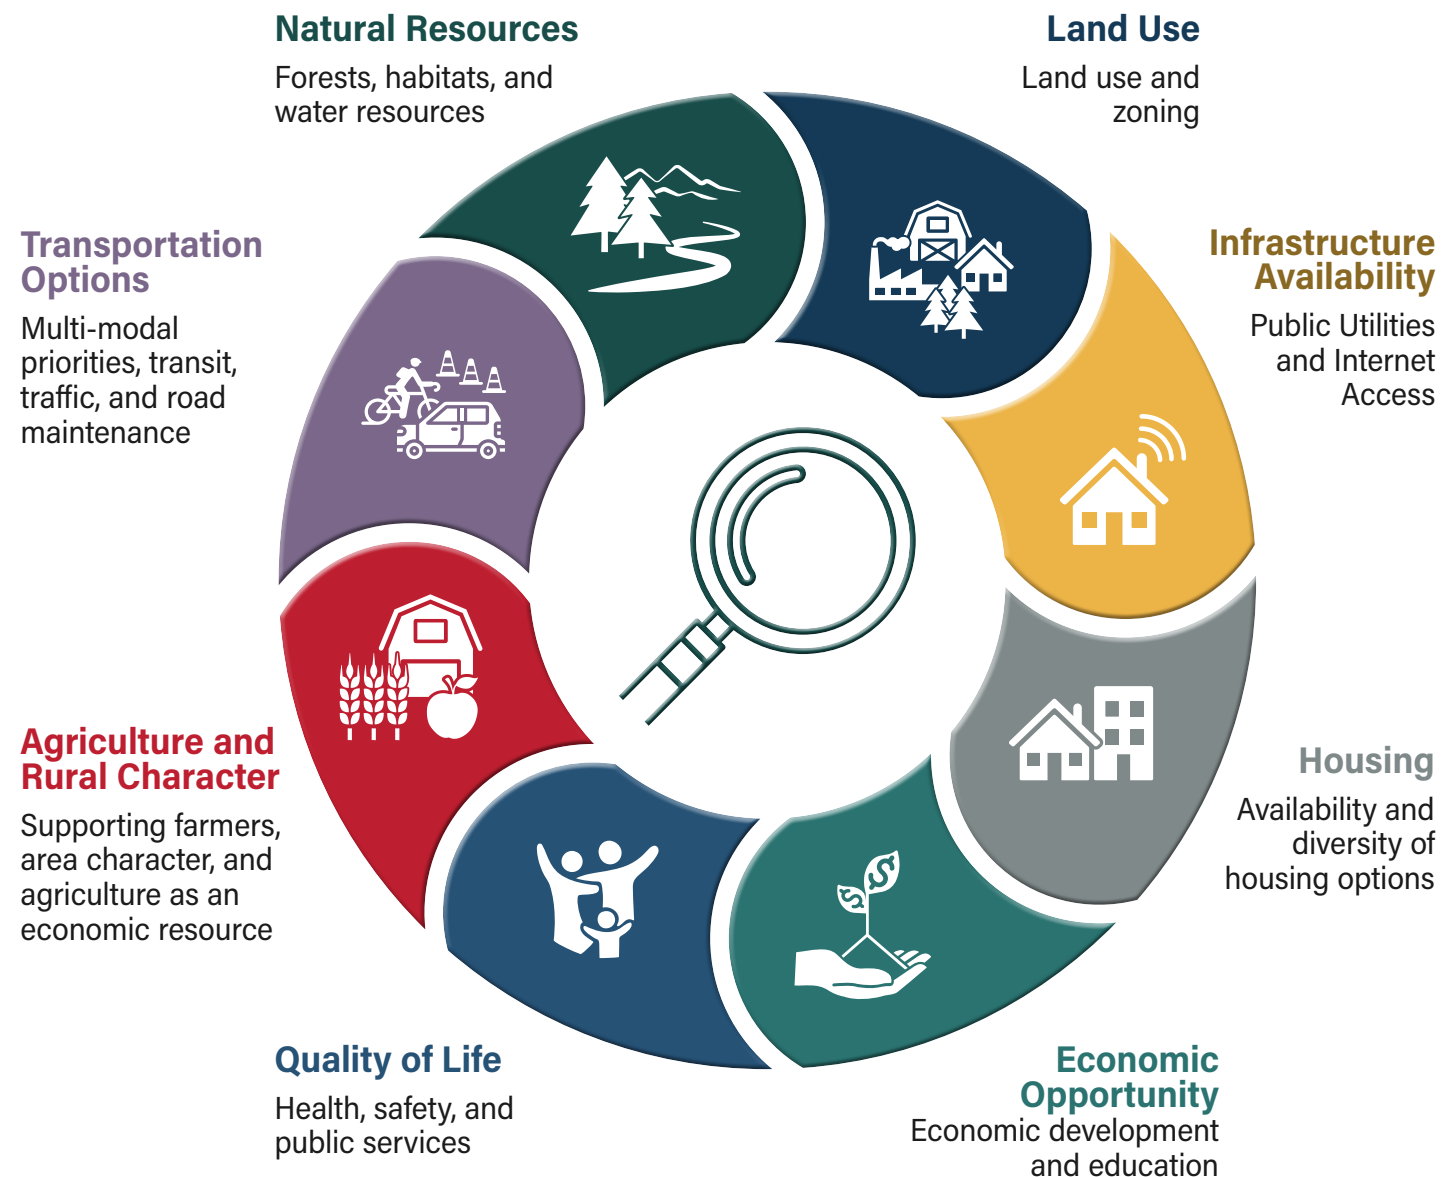 Natural Resources
Forests, habitats, and
water resources
Land Use
Land use and
zoning
Infrastructure
Availability
Public Utilities
and Internet
Access
Housing
Availability and
diversity of
housing options
Economic
Opportunity
Economic development
and education
Quality of Life
Health, safety, and
public services
Agriculture and
Rural Character
Supporting farmers,
area character, and
agriculture as an
economic resource
Transportation
Options
Multi-modal
priorities, transit,
traffic, and road
maintenance
$
$